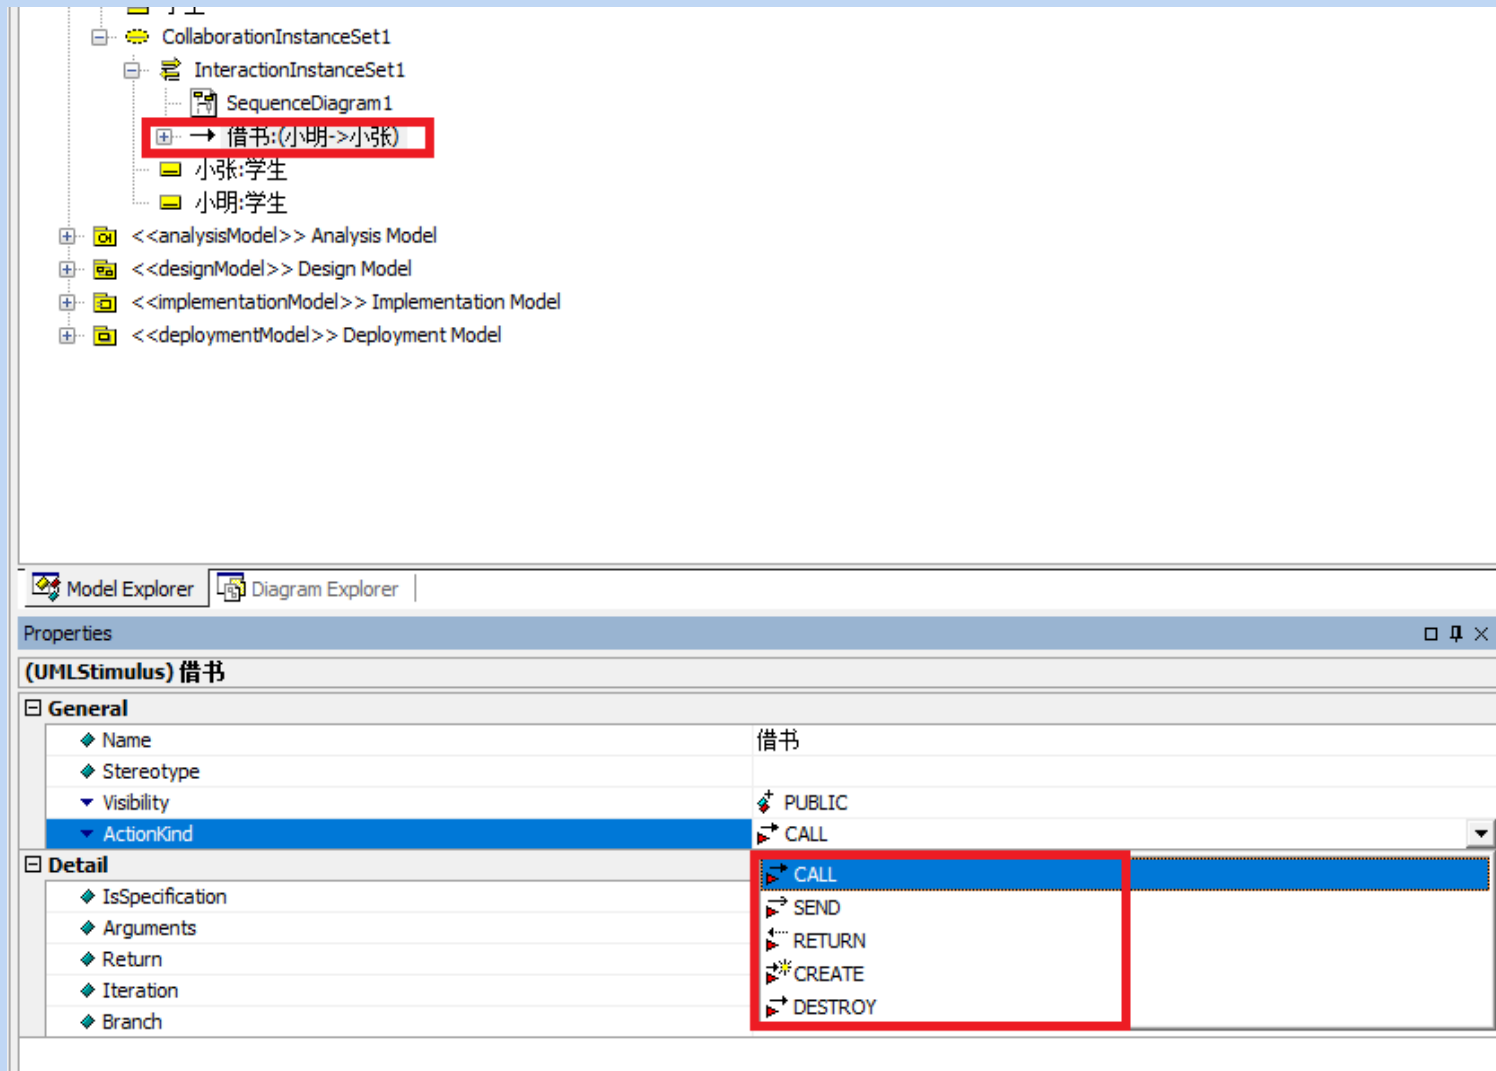 CollaborationInstanceSet1
InteractionInstanceSet1
SequenceDiagram1
借书:(小明->小张)
小张:学生
小明:学生
<<analysisModel>> Analysis Model
<<designModel>> Design Model
<<implementationModel>> Implementation Model
<<deploymentModel>> Deployment Model
Model Explorer Diagram Explorer
Properties
(UMLStimulus) 借书
General
Name 借书
Stereotype
Visibility PUBLIC
ActionKind CALL
Detail CALL
IsSpecification SEND
Arguments RETURN
Return CREATE
Iteration DESTROY
Branch